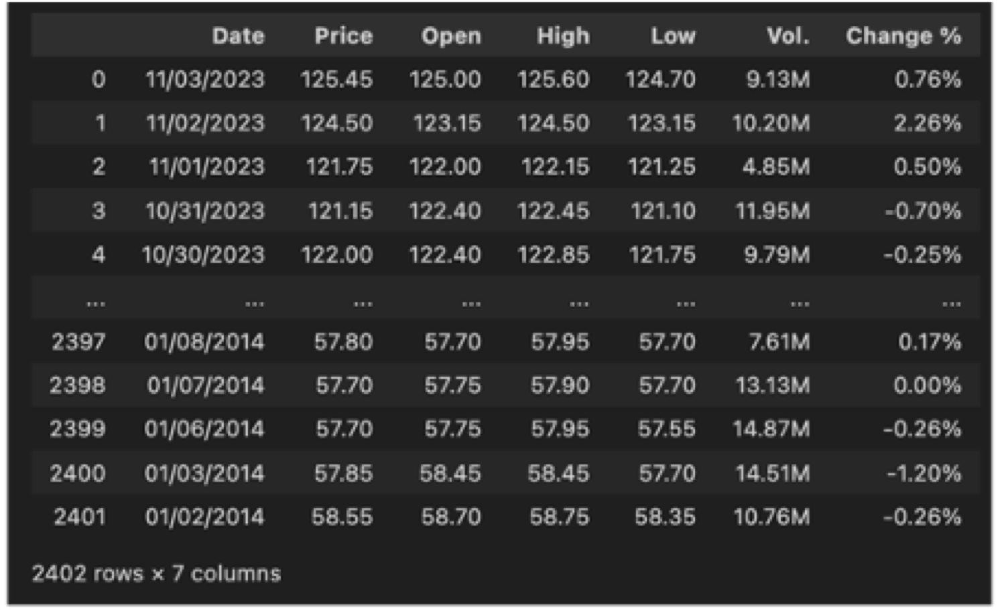 Date Price Open High Low Vol. Change %
0 11/03/2023 125.45 125.00 125.60 124.70 9.13M 0.76%
1 11/02/2023 124.50 123.15 124.50 123.15 10.20M 2.26%
2 11/01/2023 121.75 122.00 122.15 121.25 4.85M 0.50%
3 10/31/2023 121.15 122.40 122.45 121.10 11.95M -0.70%
4 10/30/2023 122.00 122.40 122.85 121.75 9.79M -0.25%
... ... ... ... ... ... ... ...
2397 01/08/2014 57.80 57.70 57.95 57.70 7.61M 0.17%
2398 01/07/2014 57.70 57.75 57.90 57.70 13.13M 0.00%
2399 01/06/2014 57.70 57.75 57.95 57.55 14.87M -0.26%
2400 01/03/2014 57.85 58.45 58.45 57.70 14.51M -1.20%
2401 01/02/2014 58.55 58.70 58.75 58.35 10.76M -0.26%
2402 rows × 7 columns